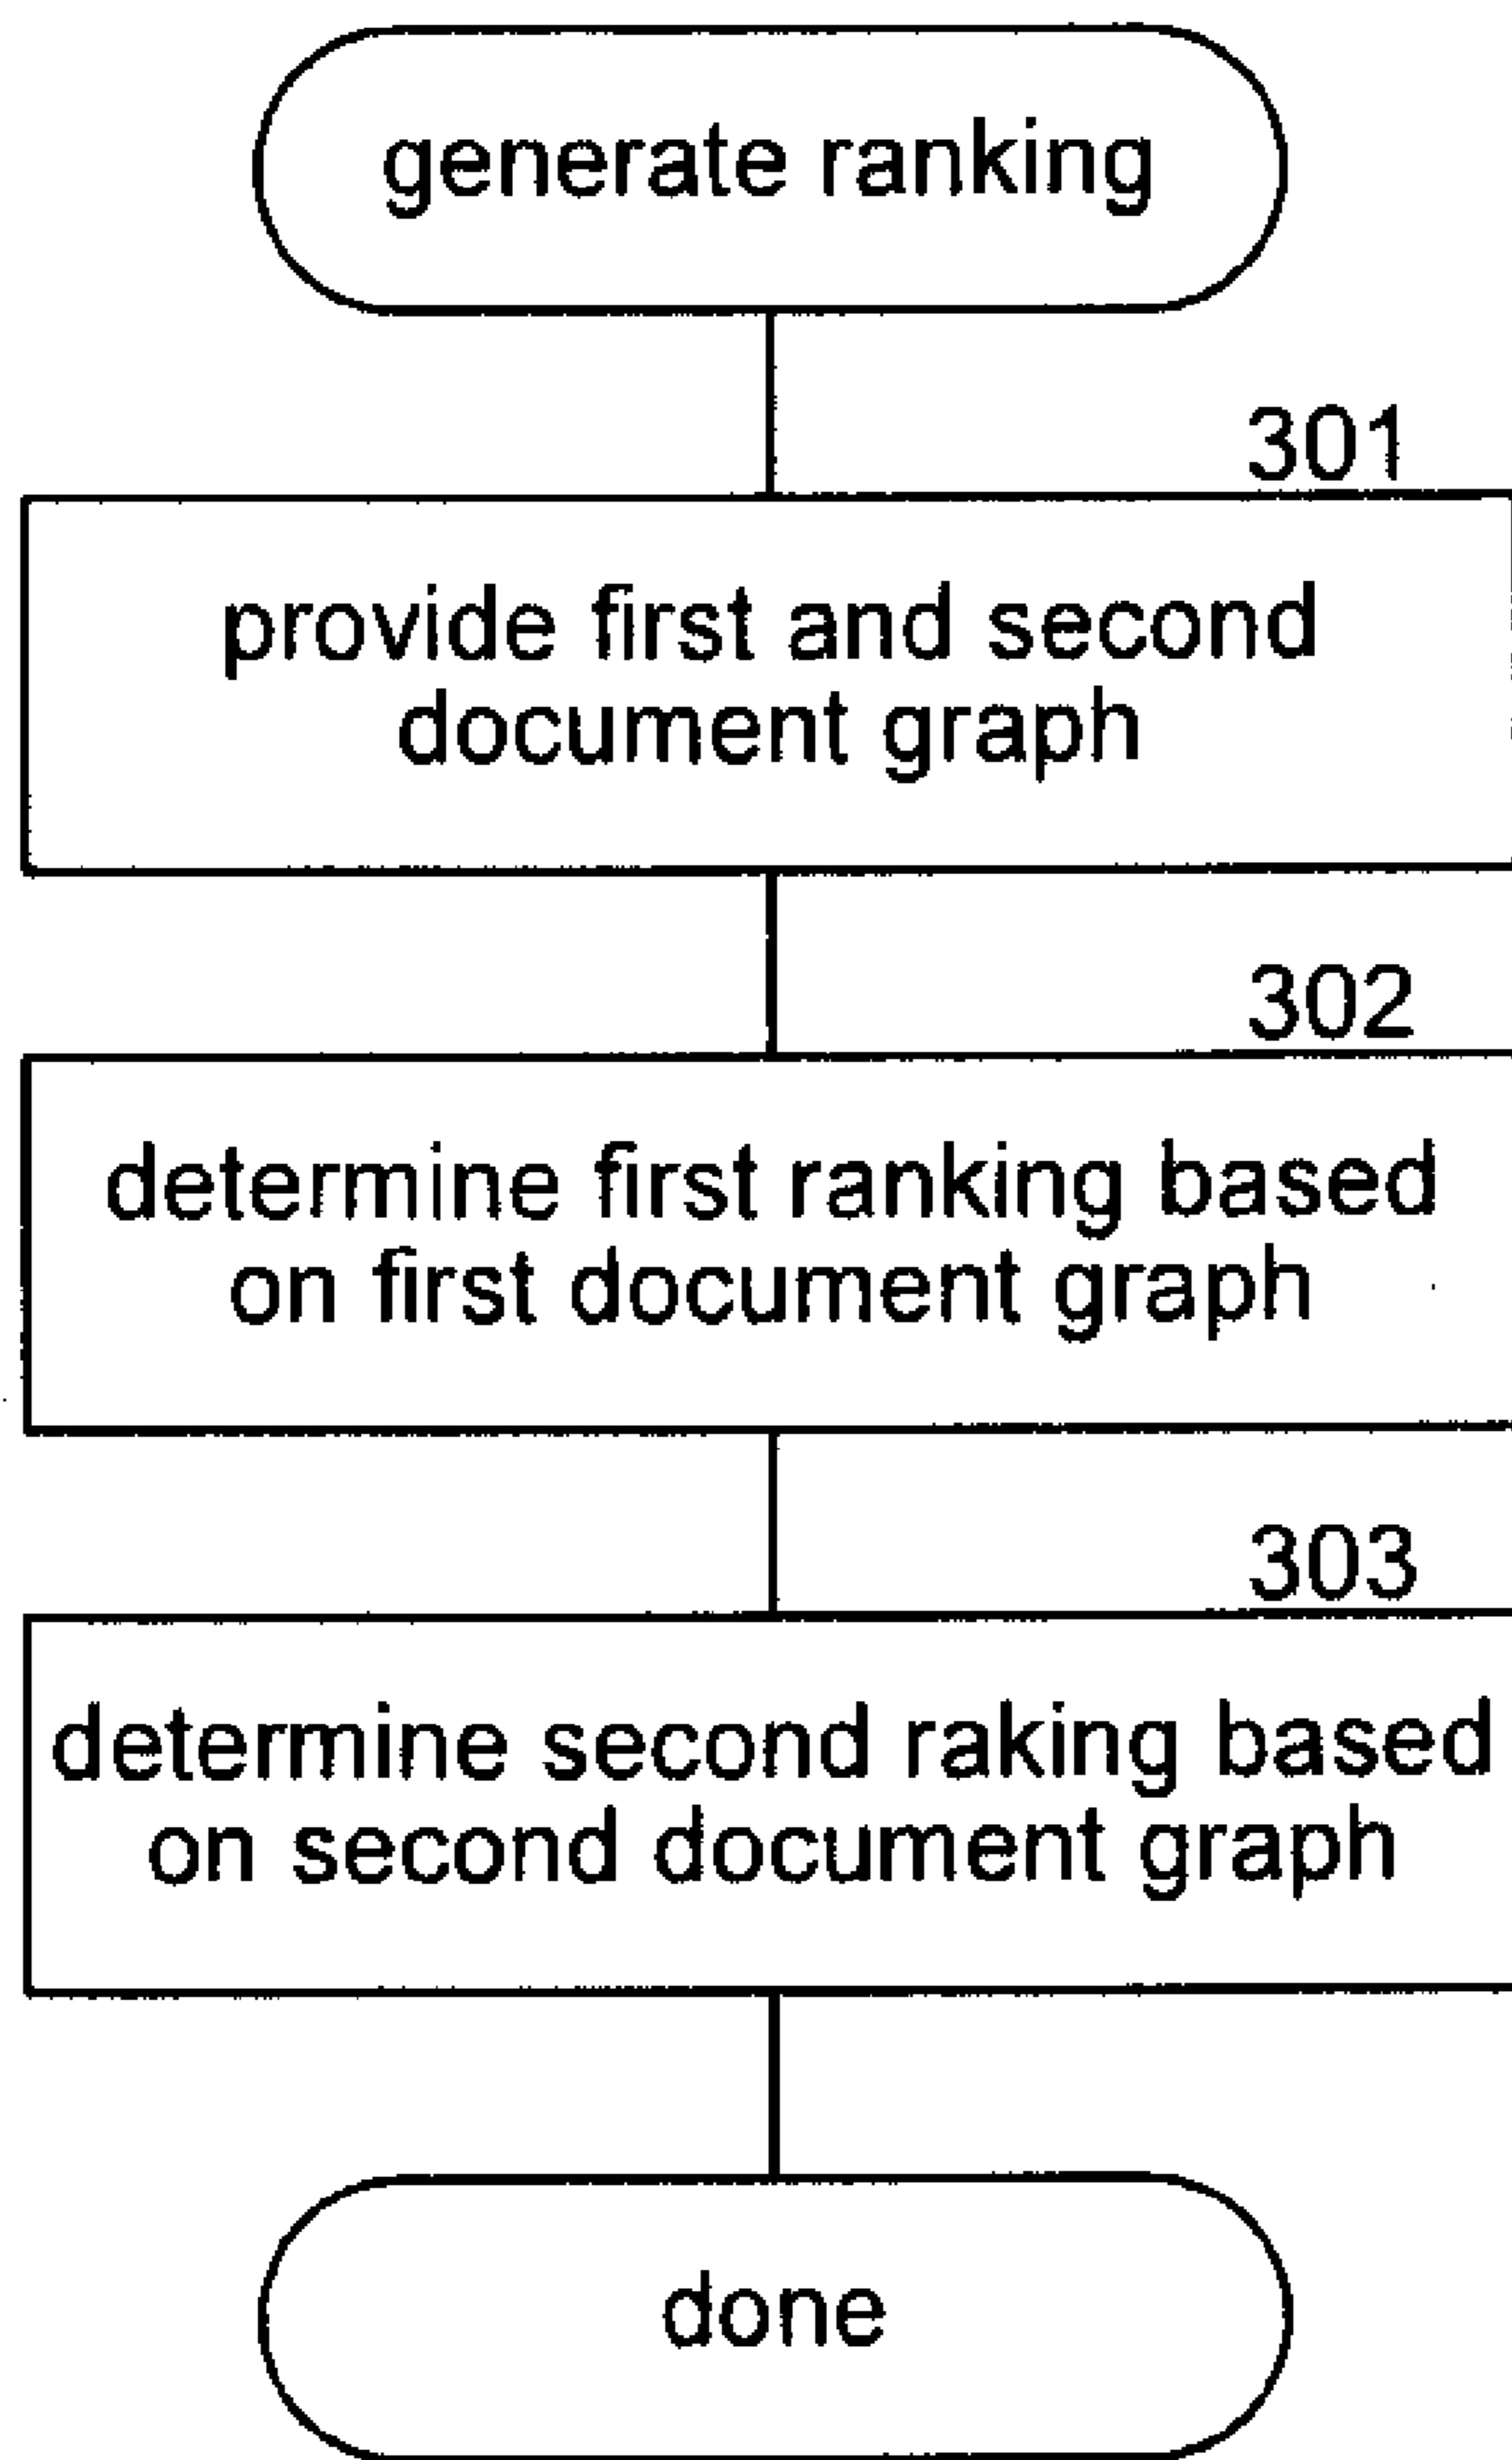 generate ranking
301
provide first and second
document graph
302
determine first ranking based
on first document graph
303
determine second raking based
on second document graph
done